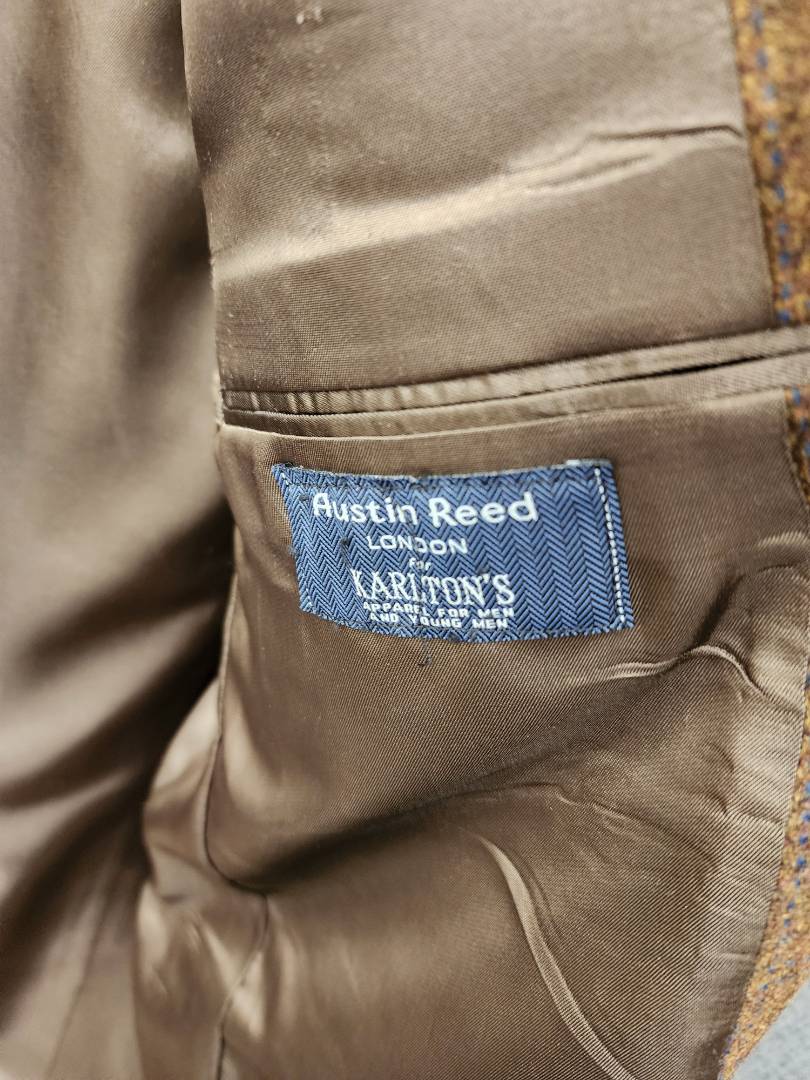 Austin Reed
LONDON
for
KARLTON'S
APPAREL FOR MEN
AND YOUNG MEN